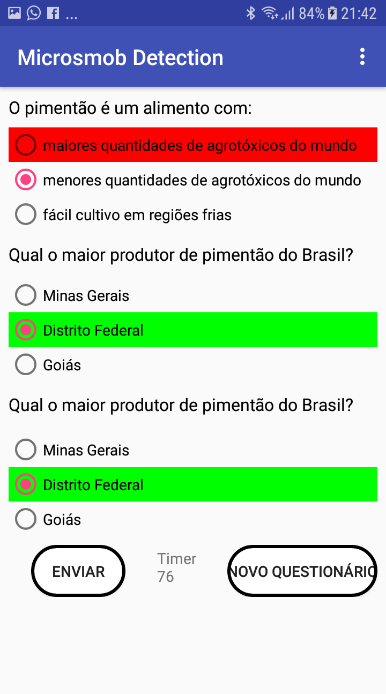 ... 84% 21:42
Microsmob Detection
O pimentão é um alimento com:
maiores quantidades de agrotóxicos do mundo
menores quantidades de agrotóxicos do mundo
fácil cultivo em regiões frias
Qual o maior produtor de pimentão do Brasil?
Minas Gerais
Distrito Federal
Goiás
Qual o maior produtor de pimentão do Brasil?
Minas Gerais
Distrito Federal
Goiás
ENVIAR
Timer
76
NOVO QUESTIONÁRIO